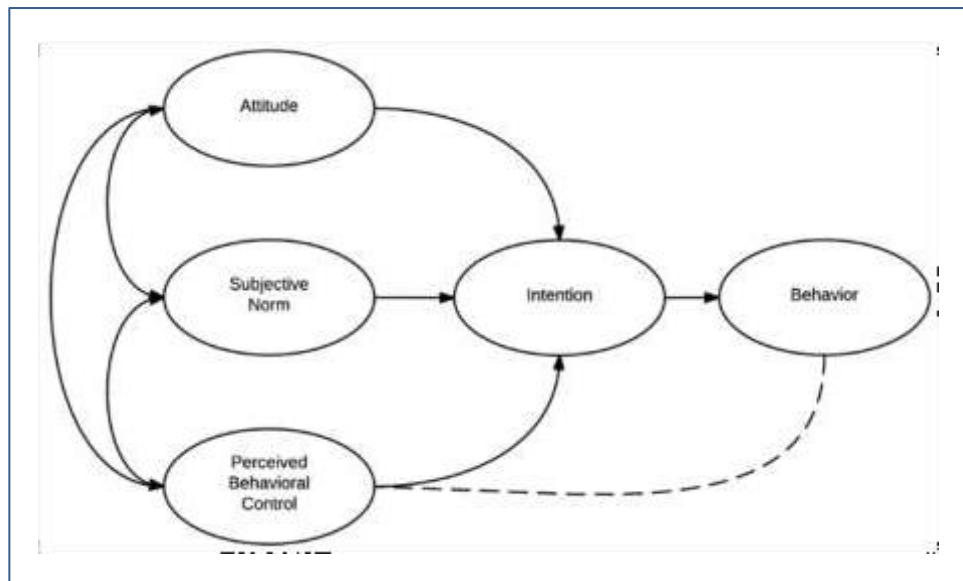 Attitude
Subjective
Norm
Intention
Behavior
Perceived
Behavioral
Control